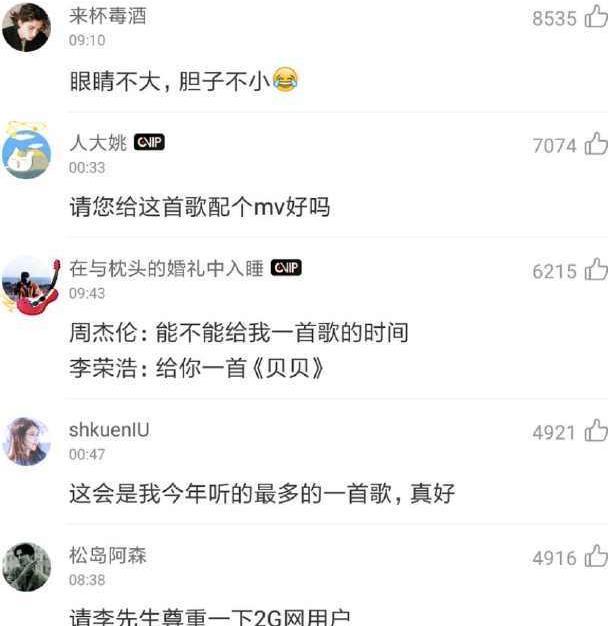 来杯毒酒 8535
09:10
眼睛不大，胆子不小😂
人大姚 VIP 7074
00:33
请您给这首歌配个mv好吗
在与枕头的婚礼中入睡 VIP 6215
09:43
周杰伦：能不能给我一首歌的时间
李荣浩：给你一首《贝贝》
shkuenIU 4921
00:47
这会是我今年听的最多的一首歌，真好
松岛阿森 4916
08:38
请李先生尊重一下2G网用户